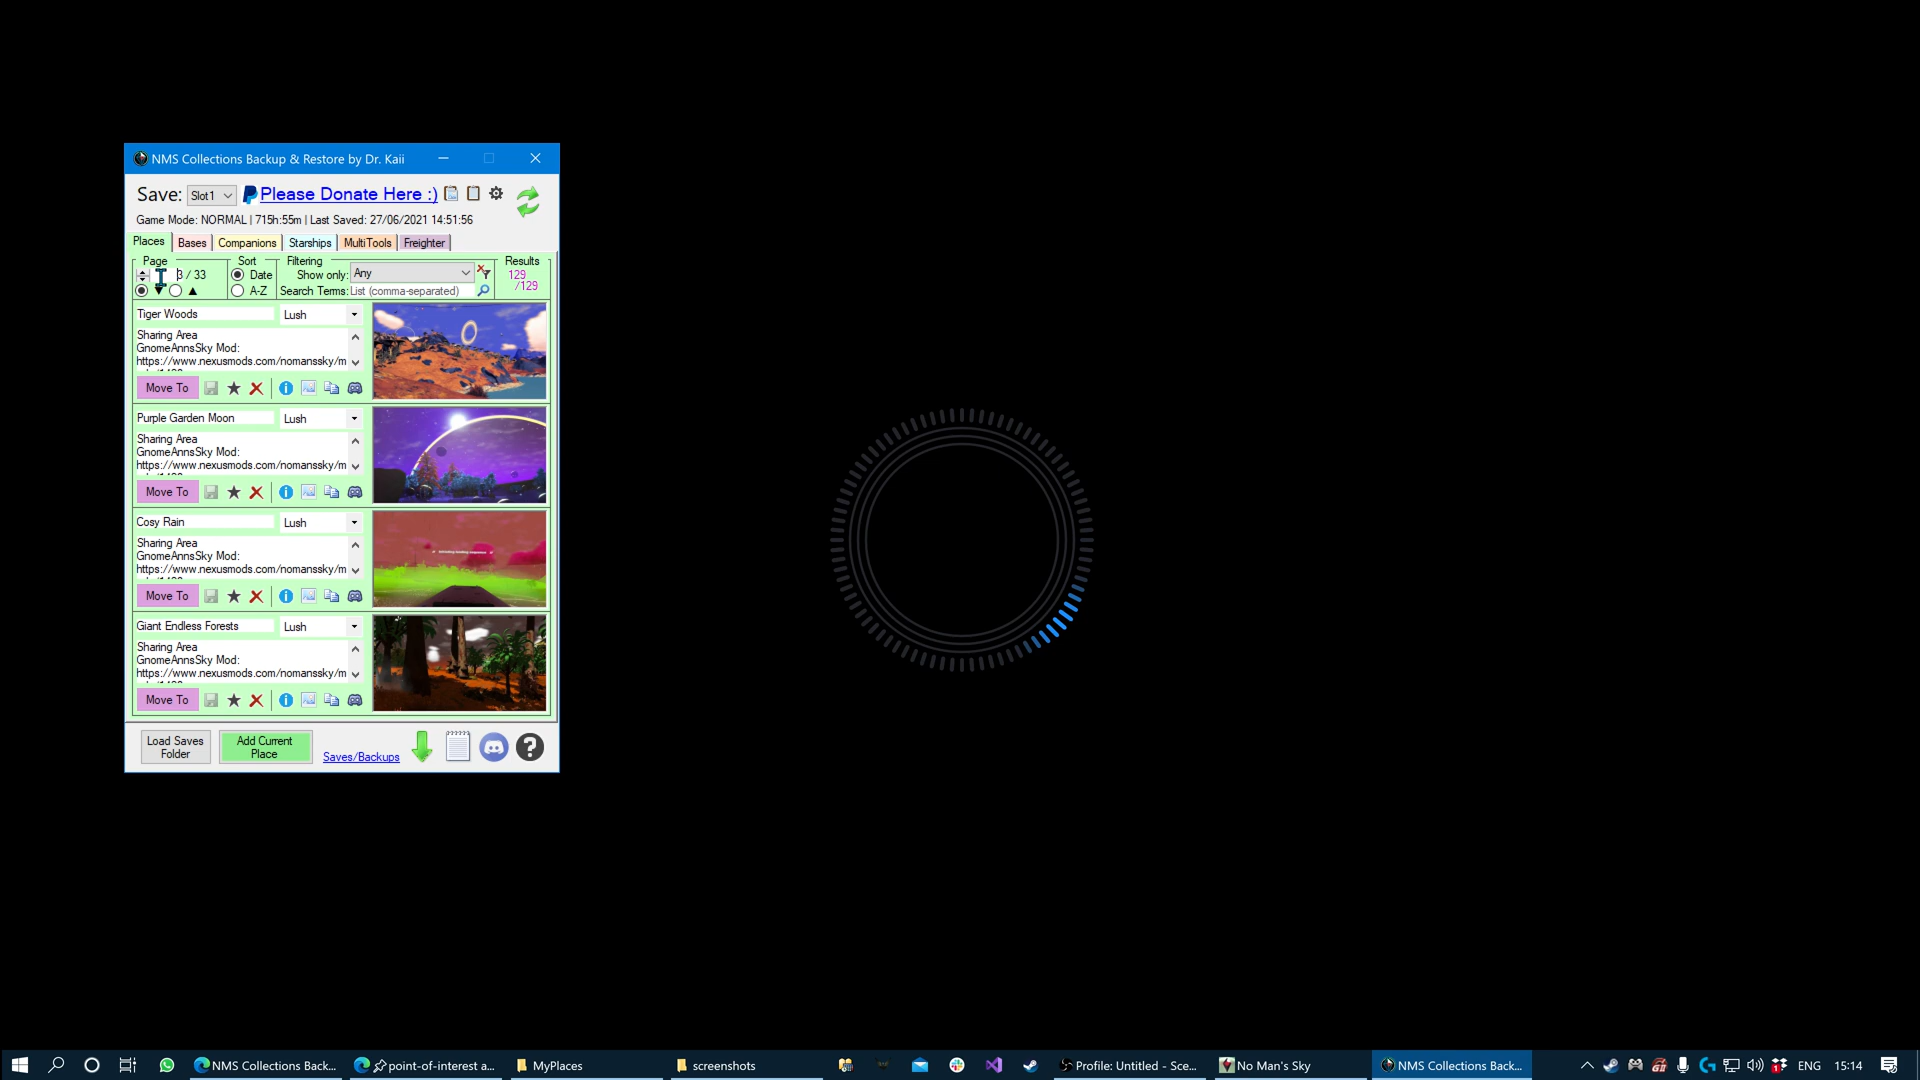 NMS Collections Backup & Restore by Dr. Kaii
Save: Slot1 Please Donate Here :)
Game Mode: NORMAL | 715h:55m | Last Saved: 27/06/2021 14:51:56
Places Bases Companions Starships MultiTools Freighter
Page Sort Filtering Results
3 / 33 Date Show only: Any 129
A-Z Search Terms: List (comma-separated) /129
Tiger Woods Lush
Sharing Area
GnomeAnnsSky Mod:
https://www.nexusmods.com/nomanssky/m
Move To
Purple Garden Moon Lush
Sharing Area
GnomeAnnsSky Mod:
https://www.nexusmods.com/nomanssky/m
Move To
Cosy Rain Lush
Sharing Area
GnomeAnnsSky Mod:
https://www.nexusmods.com/nomanssky/m
Move To
Giant Endless Forests Lush
Sharing Area
GnomeAnnsSky Mod:
https://www.nexusmods.com/nomanssky/m
Move To
Load Saves
Folder
Add Current
Place
Saves/Backups
NMS Collections Back... point-of-interest a... MyPlaces screenshots Profile: Untitled - Sce... No Man's Sky NMS Collections Back... ENG 15:14